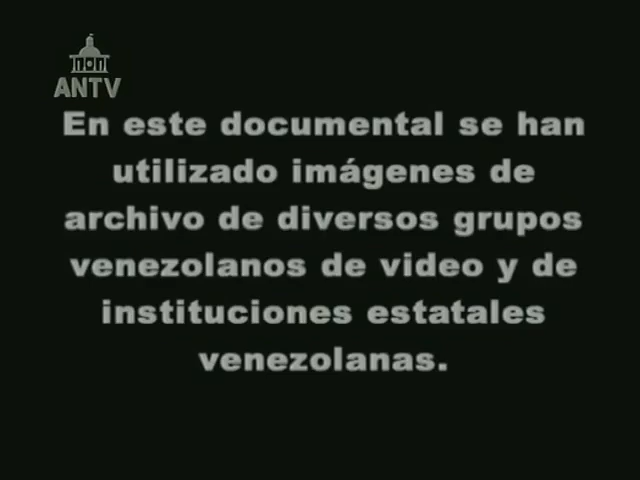 ANTV
En este documental se han
utilizado imágenes de
archivo de diversos grupos
venezolanos de video y de
instituciones estatales
venezolanas.